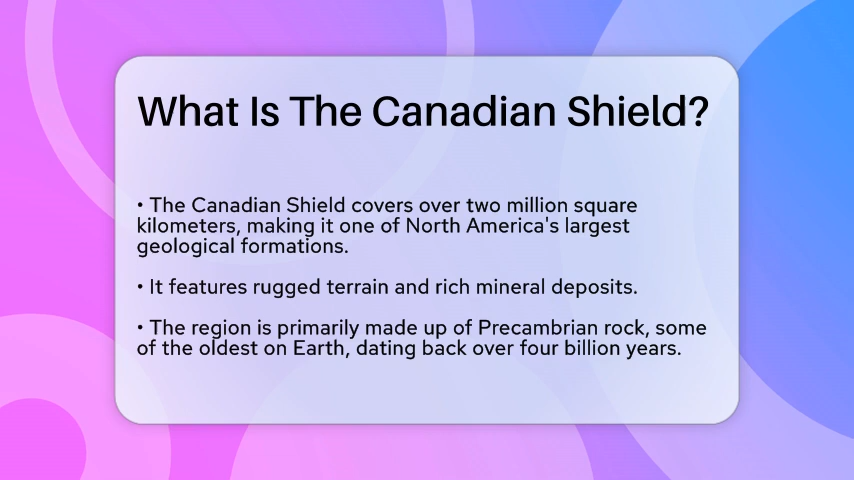 What Is The Canadian Shield?
• The Canadian Shield covers over two million square
kilometers, making it one of North America's largest
geological formations.
• It features rugged terrain and rich mineral deposits.
• The region is primarily made up of Precambrian rock, some
of the oldest on Earth, dating back over four billion years.